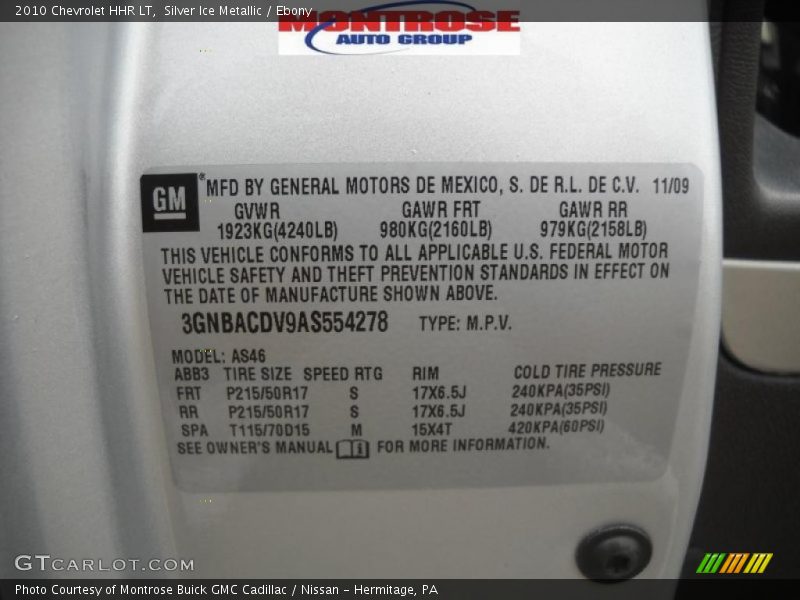 2010 Chevrolet HHR LT,  Silver Ice Metallic / Ebony
MONTROSE
AUTO GROUP
GM ® MFD BY GENERAL MOTORS DE MEXICO, S. DE R.L. DE C.V. 11/09
GVWR GAWR FRT GAWR RR
1923KG(4240LB) 980KG(2160LB) 979KG(2158LB)
THIS VEHICLE CONFORMS TO ALL APPLICABLE U.S. FEDERAL MOTOR
VEHICLE SAFETY AND THEFT PREVENTION STANDARDS IN EFFECT ON
THE DATE OF MANUFACTURE SHOWN ABOVE.
3GNBACDV9AS554278 TYPE: M.P.V.
MODEL: AS46
ABB3 TIRE SIZE SPEED RTG RIM COLD TIRE PRESSURE
FRT P215/50R17 S 17X6.5J 240KPA(35PSI)
RR P215/50R17 S 17X6.5J 240KPA(35PSI)
SPA T115/70D15 M 15X4T 420KPA(60PSI)
SEE OWNER'S MANUAL i FOR MORE INFORMATION.
GTCARLOT.COM
Photo Courtesy of Montrose Buick GMC Cadillac / Nissan - Hermitage, PA